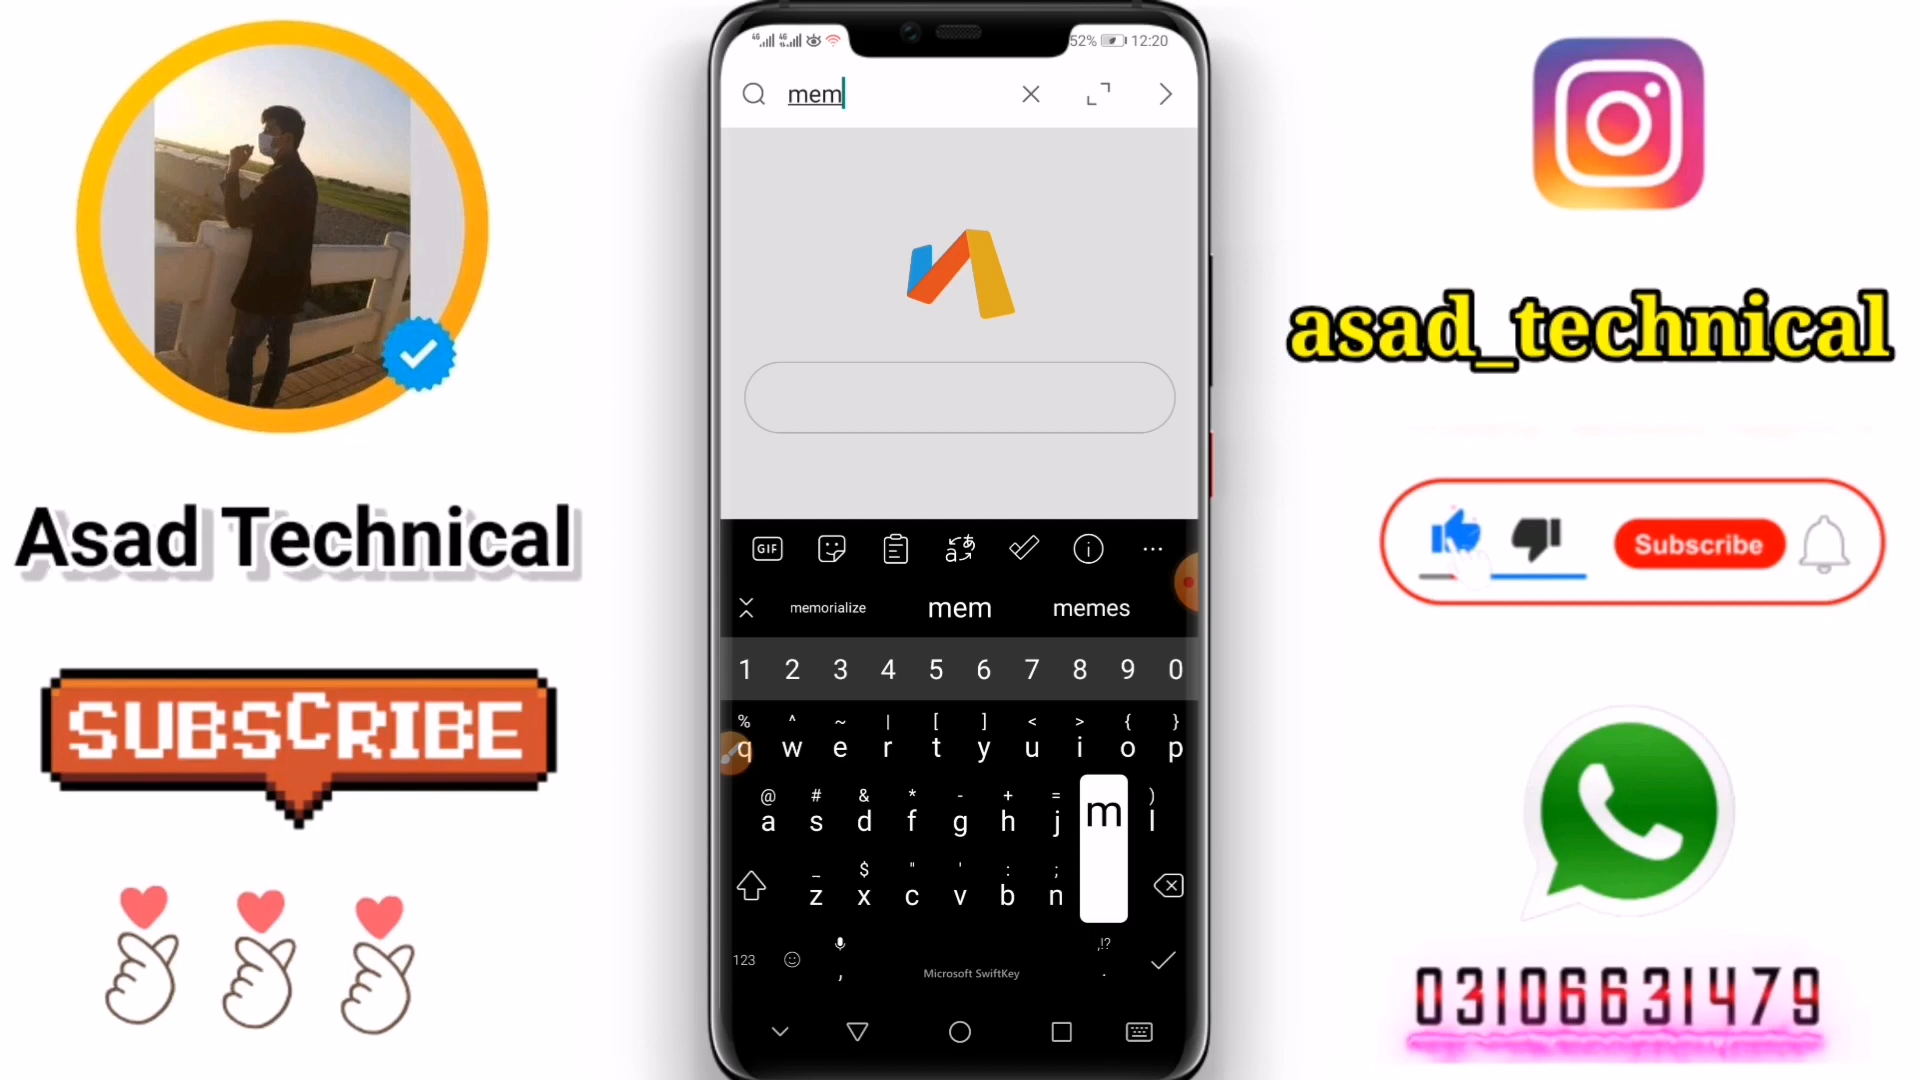 52% 12:20
mem
asad_technical
Asad Technical
Subscribe
SUBSCRIBE
03106631479
GIF
memorialize mem memes
1 2 3 4 5 6 7 8 9 0
% ^ ~ | [ ] < > { }
q w e r t y u i o p
@ # & * - + = )
a s d f g h j m l
_ $ " ' : ;
z x c v b n
123 , Microsoft SwiftKey ,!? .